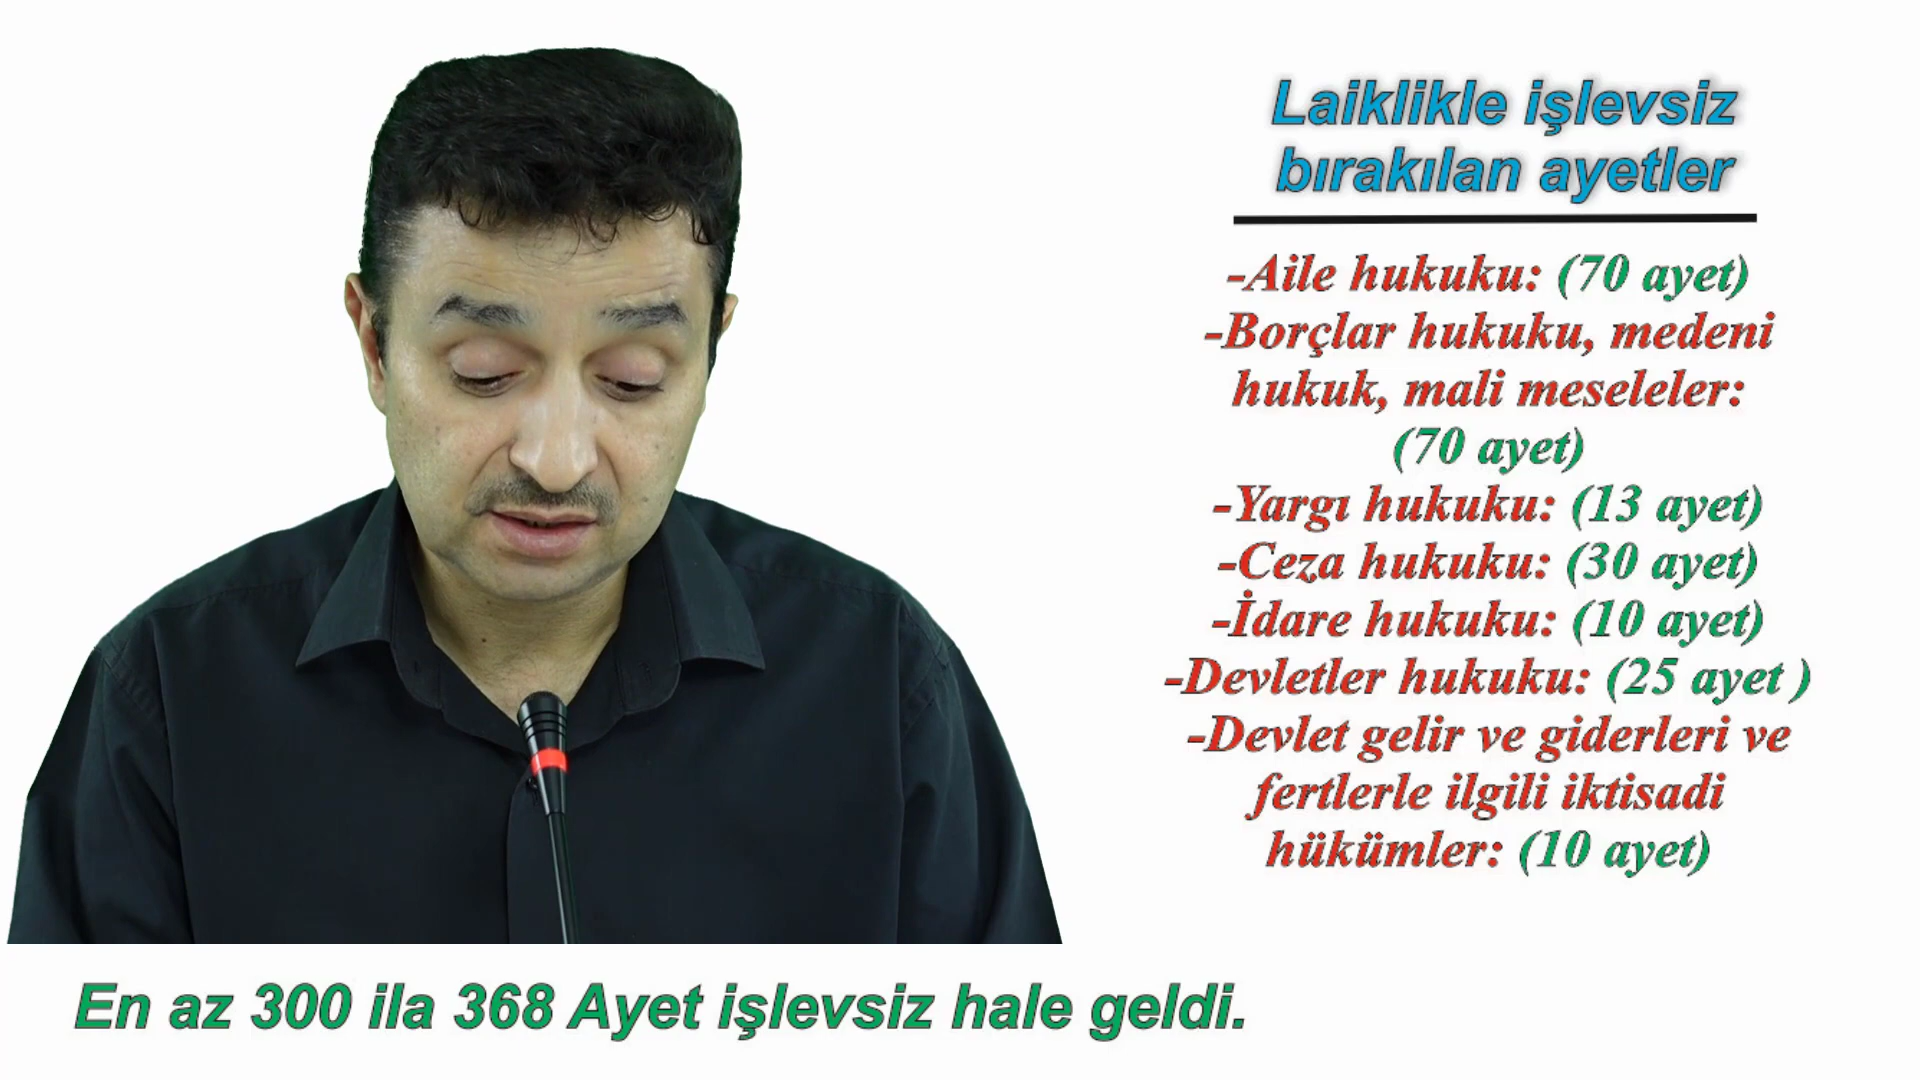 Laiklikle işlevsiz
bırakılan ayetler
-Aile hukuku: (70 ayet)
-Borçlar hukuku, medeni
hukuk, mali meseleler:
(70 ayet)
-Yargı hukuku: (13 ayet)
-Ceza hukuku: (30 ayet)
-İdare hukuku: (10 ayet)
-Devletler hukuku: (25 ayet )
-Devlet gelir ve giderleri ve
fertlerle ilgili iktisadi
hükümler: (10 ayet)
En az 300 ila 368 Ayet işlevsiz hale geldi.